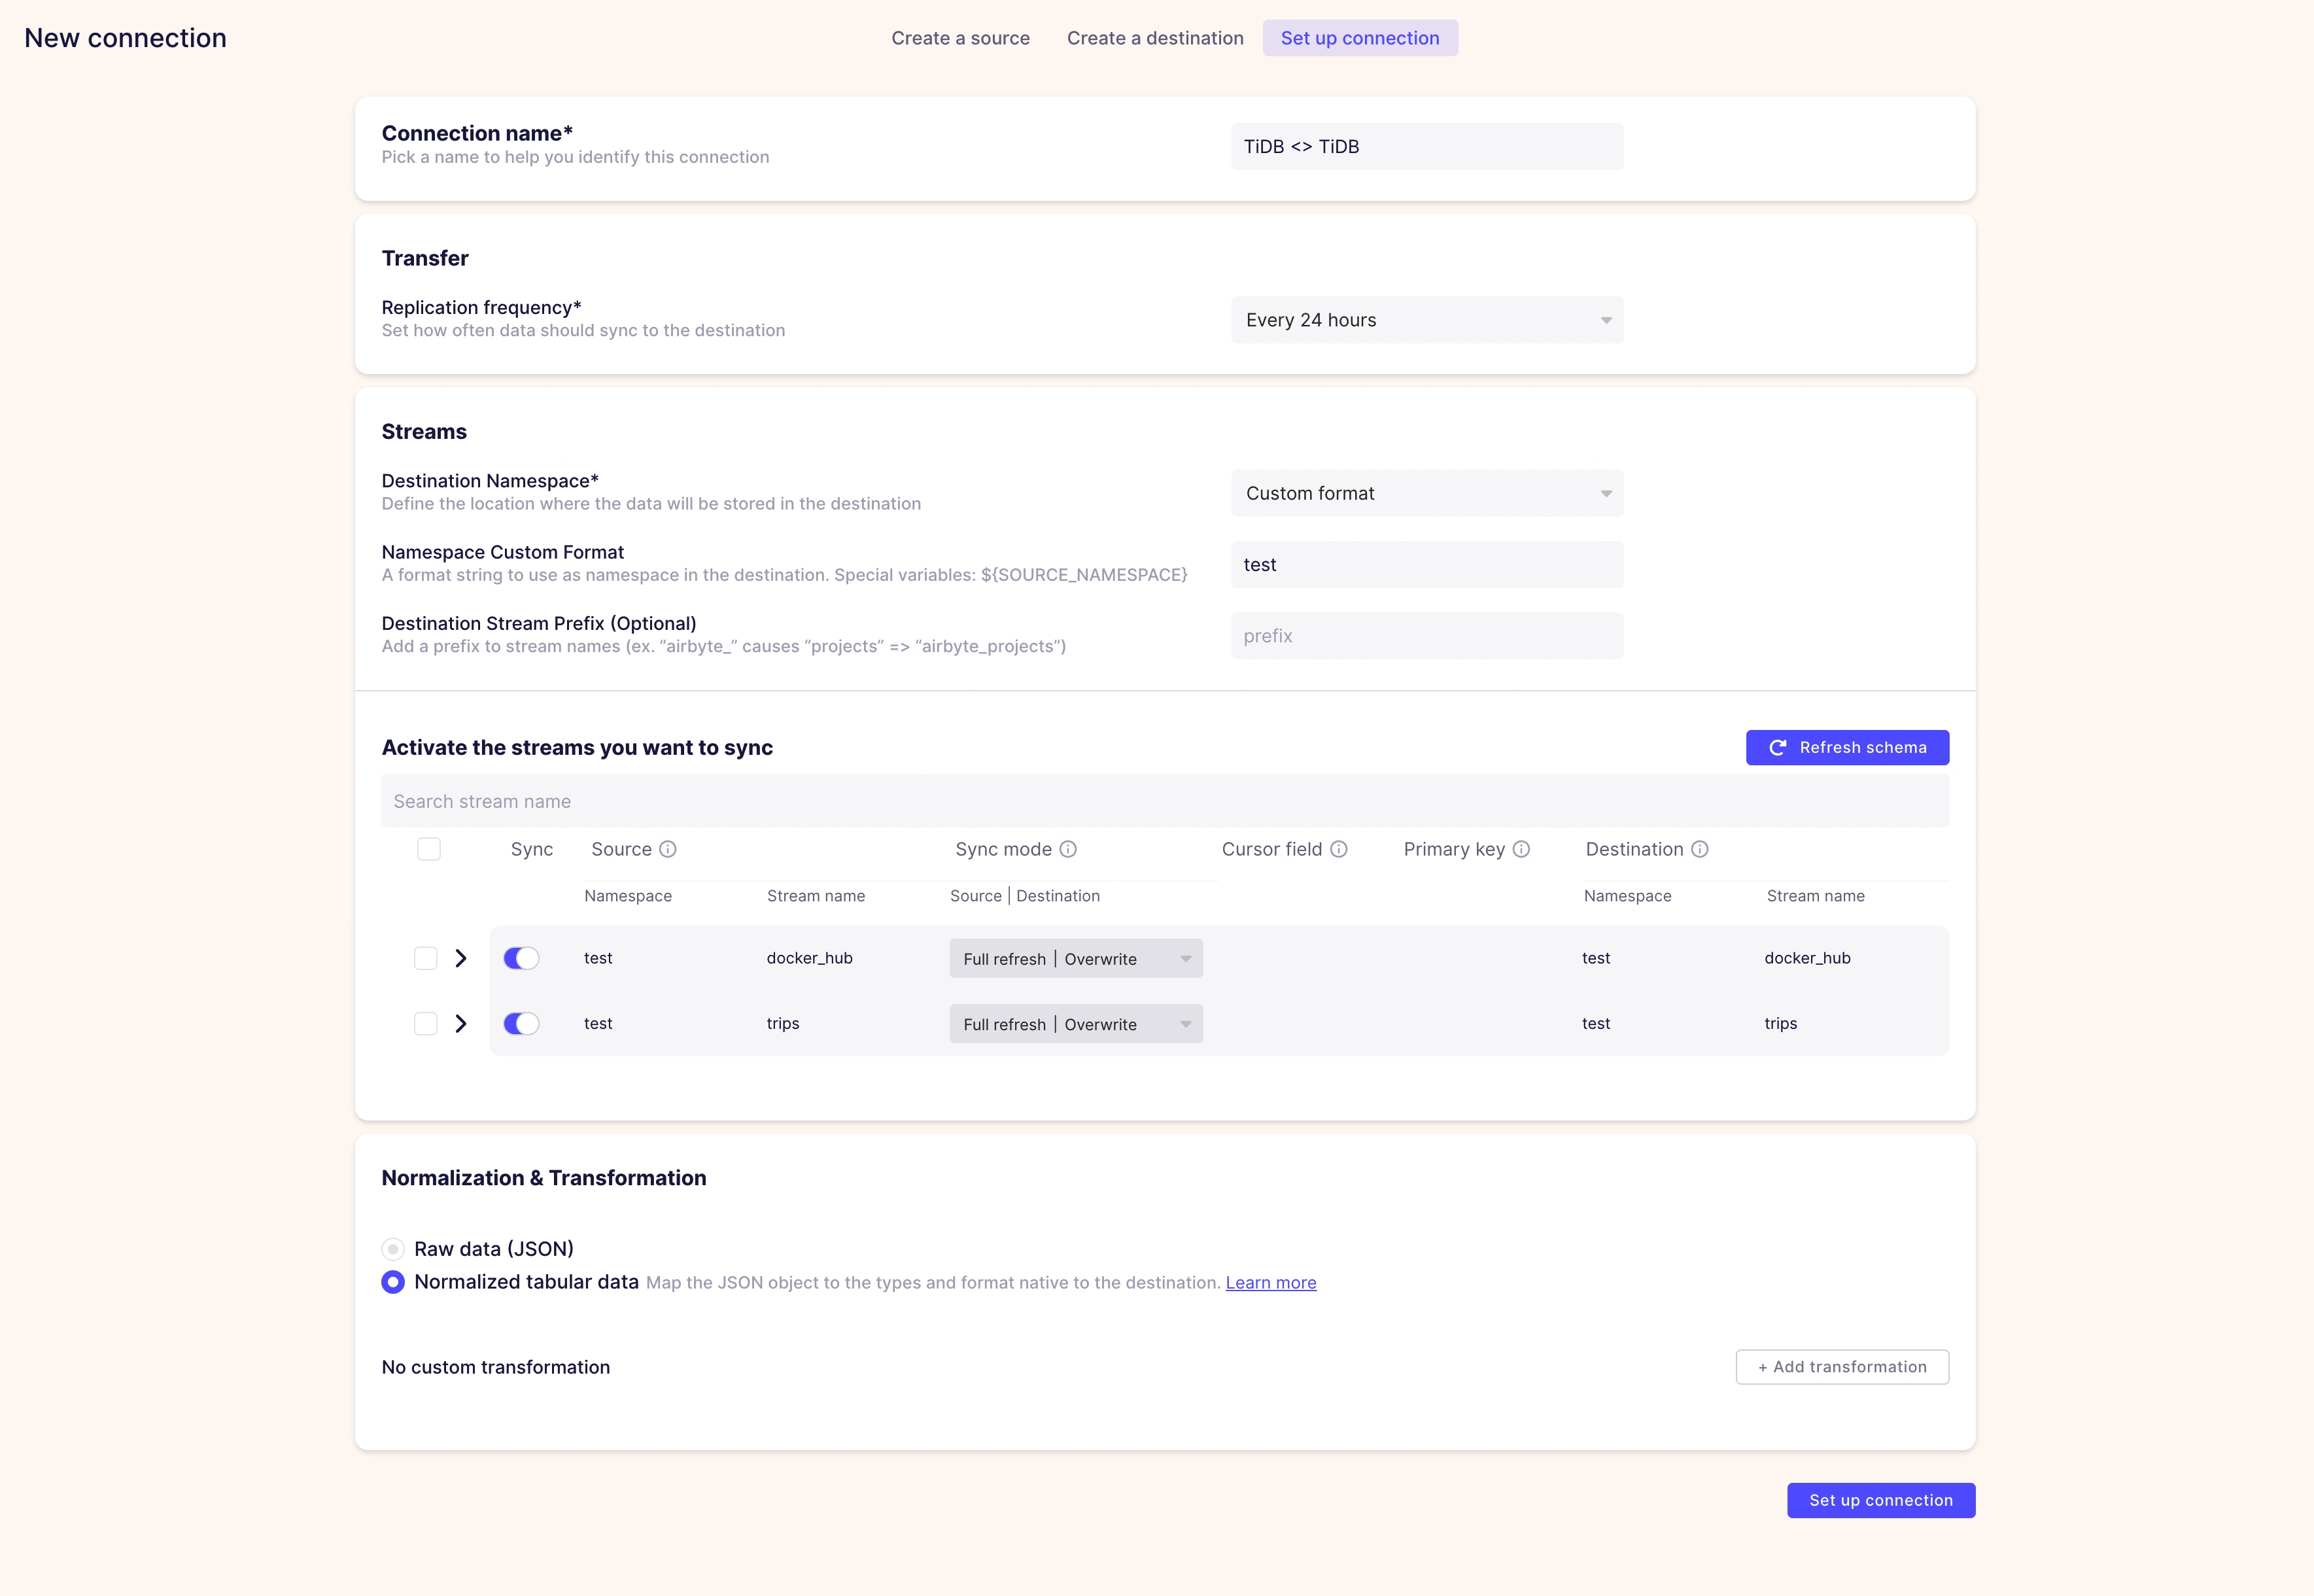 New connection
Create a source
Create a destination
Set up connection
Connection name*
Pick a name to help you identify this connection
TiDB <> TiDB
Transfer
Replication frequency*
Set how often data should sync to the destination
Every 24 hours
Streams
Destination Namespace*
Define the location where the data will be stored in the destination
Custom format
Namespace Custom Format
A format string to use as namespace in the destination. Special variables: ${SOURCE_NAMESPACE}
test
Destination Stream Prefix (Optional)
Add a prefix to stream names (ex. “airbyte_” causes “projects” => “airbyte_projects”)
prefix
Activate the streams you want to sync
Refresh schema
Search stream name
Sync Source Sync mode Cursor field Primary key Destination
Namespace Stream name Source | Destination Namespace Stream name
test docker_hub Full refresh | Overwrite test docker_hub
test trips Full refresh | Overwrite test trips
Normalization & Transformation
Raw data (JSON)
Normalized tabular data Map the JSON object to the types and format native to the destination. Learn more
No custom transformation
+ Add transformation
Set up connection